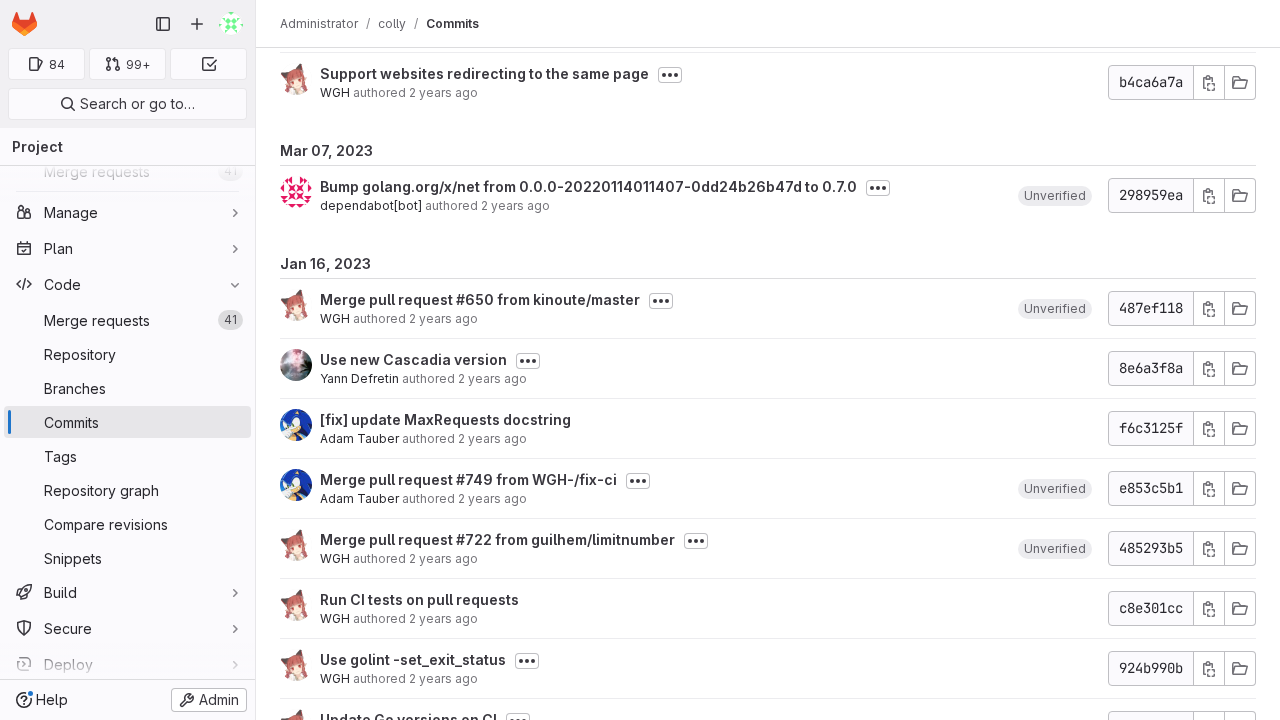 84
99+
Search or go to…
Project
Merge requests
41
Manage
Plan
Code
Merge requests
41
Repository
Branches
Commits
Tags
Repository graph
Compare revisions
Snippets
Build
Secure
Deploy
Help
Admin
Administrator / colly / Commits
Support websites redirecting to the same page
WGH authored 2 years ago
b4ca6a7a
Mar 07, 2023
Bump golang.org/x/net from 0.0.0-20220114011407-0dd24b26b47d to 0.7.0
dependabot[bot] authored 2 years ago
Unverified
298959ea
Jan 16, 2023
Merge pull request #650 from kinoute/master
WGH authored 2 years ago
Unverified
487ef118
Use new Cascadia version
Yann Defretin authored 2 years ago
8e6a3f8a
[fix] update MaxRequests docstring
Adam Tauber authored 2 years ago
f6c3125f
Merge pull request #749 from WGH-/fix-ci
Adam Tauber authored 2 years ago
Unverified
e853c5b1
Merge pull request #722 from guilhem/limitnumber
WGH authored 2 years ago
Unverified
485293b5
Run CI tests on pull requests
WGH authored 2 years ago
c8e301cc
Use golint -set_exit_status
WGH authored 2 years ago
924b990b
Update Go versions on CI